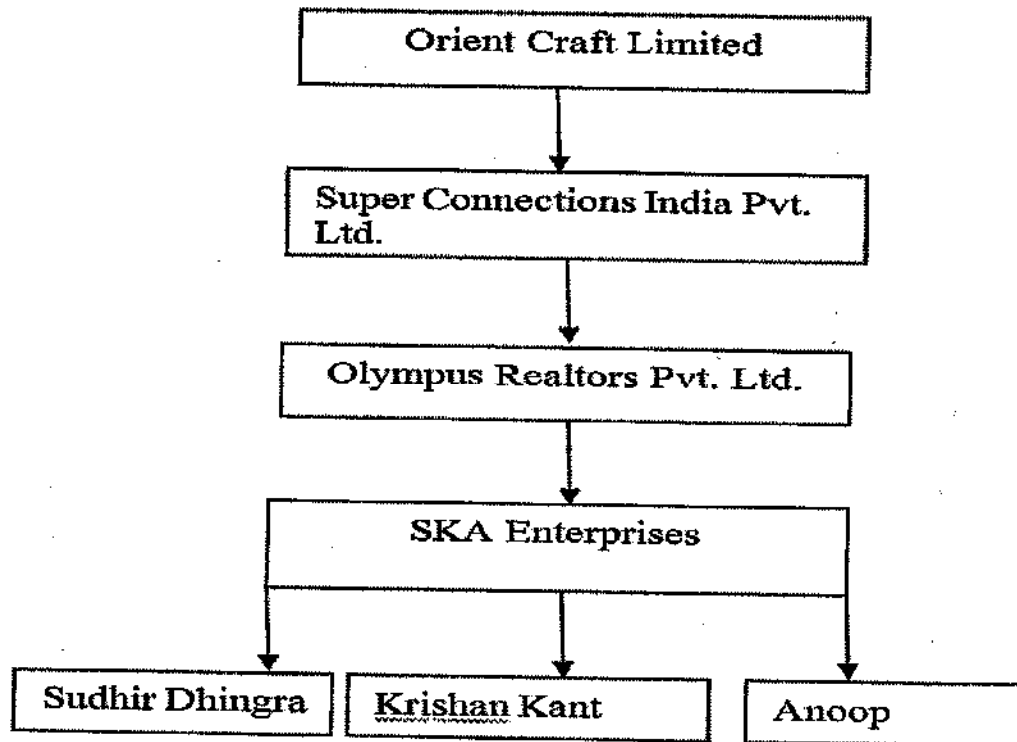 Orient Craft Limited
Super Connections India Pvt.
Ltd.
Olympus Realtors Pvt. Ltd.
SKA Enterprises
Sudhir Dhingra
Krishan Kant
Anoop